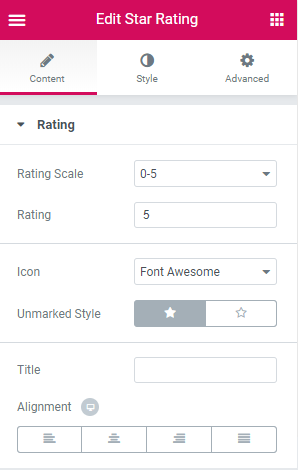 Edit Star Rating
Content Style Advanced
Rating
Rating Scale 0-5
Rating 5
Icon Font Awesome
Unmarked Style
Title
Alignment